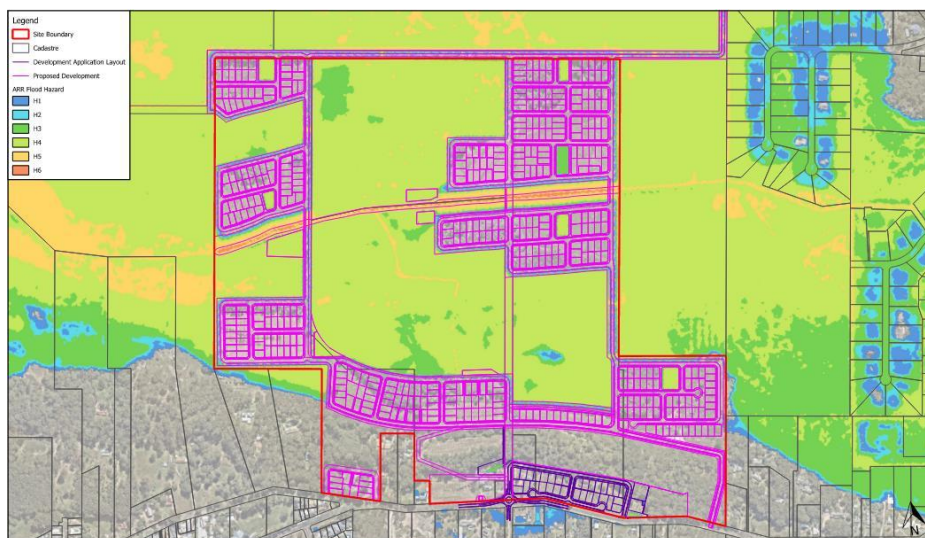 Legend
Site Boundary
Cadastre
Development Application Layout
Proposed Development
ARR Flood Hazard
H1
H2
H3
H4
H5
H6
N